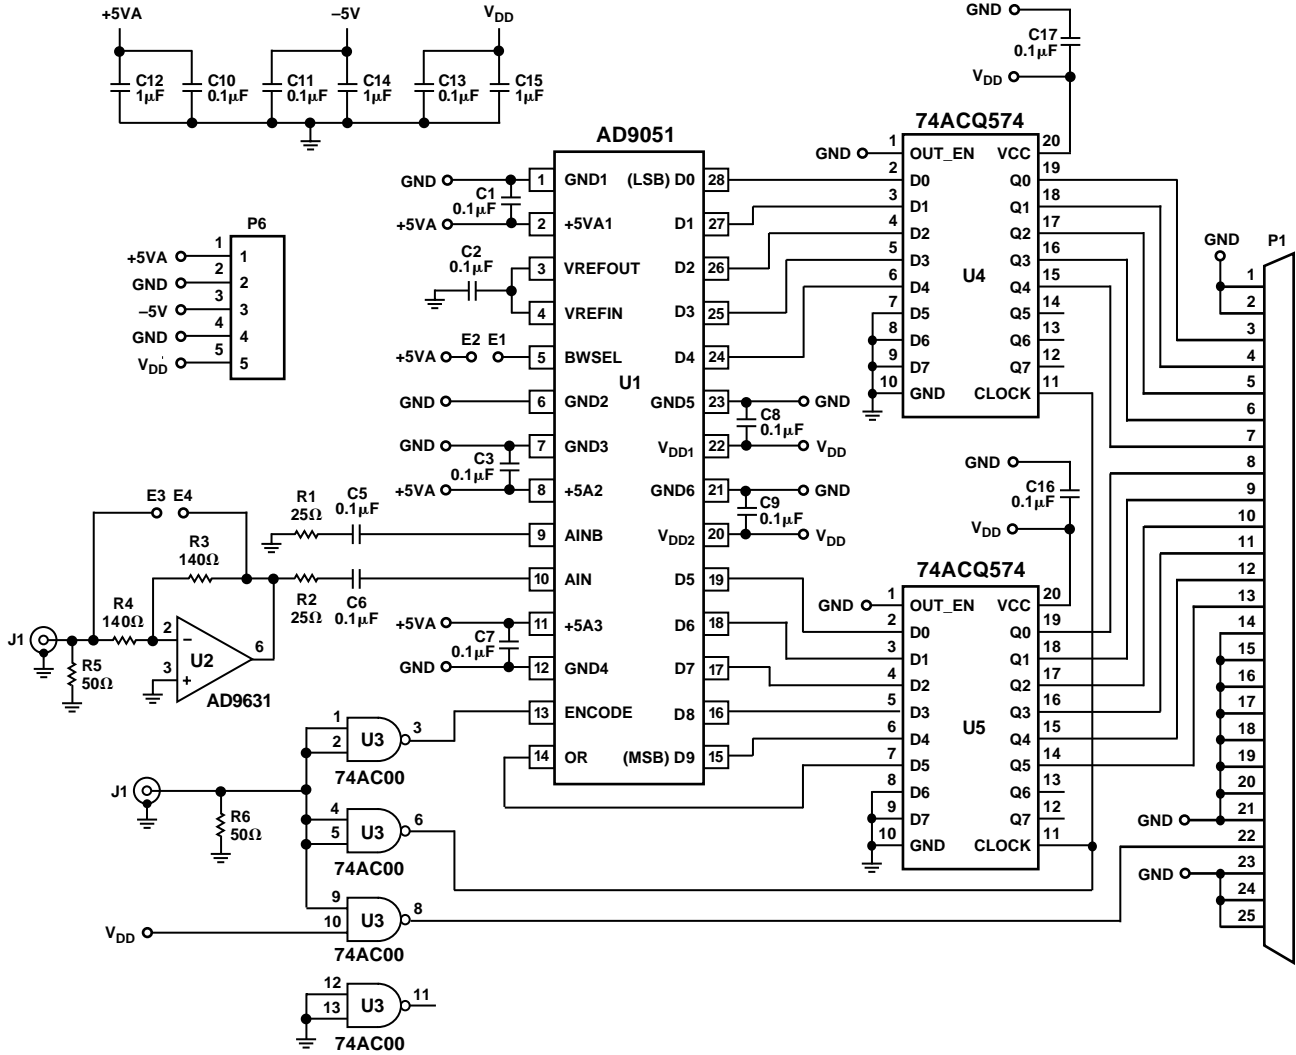 +5VA
–5V
VDD
C12
1μF
C10
0.1μF
C11
0.1μF
C14
1μF
C13
0.1μF
C15
1μF
P6
+5VA 1 1
GND 2 2
–5V 3 3
GND 4 4
VDD 5 5
AD9051
U1
GND 1 GND1
C1
0.1μF
+5VA 2 +5VA1
C2
0.1μF
3 VREFOUT
4 VREFIN
+5VA E2 E1 5 BWSEL
GND 6 GND2
GND 7 GND3
C3
0.1μF
+5VA 8 +5A2
R1
25Ω
C5
0.1μF
9 AINB
10 AIN
R2
25Ω
C6
0.1μF
+5VA 11 +5A3
C7
0.1μF
GND 12 GND4
13 ENCODE
14 OR
(LSB) D0 28
D1 27
D2 26
D3 25
D4 24
GND5 23 GND
C8
0.1μF
VDD1 22 VDD
GND6 21 GND
C9
0.1μF
VDD2 20 VDD
D5 19
D6 18
D7 17
D8 16
(MSB) D9 15
E3 E4
R3
140Ω
R4
140Ω
J1
R5
50Ω
2 –
3 +
U2
6
AD9631
J1
R6
50Ω
1
2
U3
3
74AC00
4
5
U3
6
74AC00
9
10
U3
8
74AC00
VDD
12
13
U3
11
74AC00
GND
C17
0.1μF
VDD
74ACQ574
U4
GND 1 OUT_EN VCC 20
2 D0 Q0 19
3 D1 Q1 18
4 D2 Q2 17
5 D3 Q3 16
6 D4 Q4 15
7 D5 Q5 14
8 D6 Q6 13
9 D7 Q7 12
10 GND CLOCK 11
GND
C16
0.1μF
VDD
74ACQ574
U5
GND 1 OUT_EN VCC 20
2 D0 Q0 19
3 D1 Q1 18
4 D2 Q2 17
5 D3 Q3 16
6 D4 Q4 15
7 D5 Q5 14
8 D6 Q6 13
9 D7 Q7 12
10 GND CLOCK 11
GND
P1
1
2
3
4
5
6
7
8
9
10
11
12
13
14
15
16
17
18
19
20
GND 21
22
GND 23
24
25